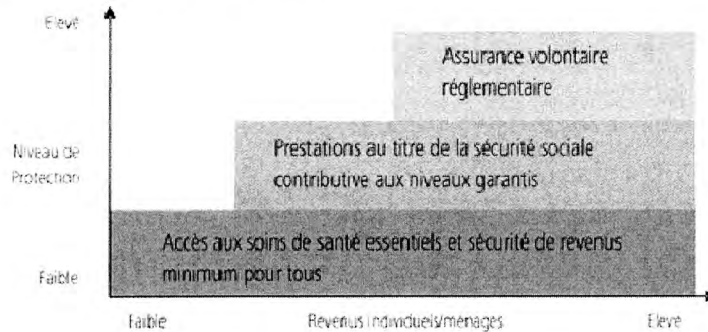 Elevé
Assurance volontaire
réglementaire
Niveau de
Protection
Prestations au titre de la sécurité sociale
contributive aux niveaux garantis
Accès aux soins de santé essentiels et sécurité de revenus
minimum pour tous
Faible
Faible Revenus individuels/ménages Elevé